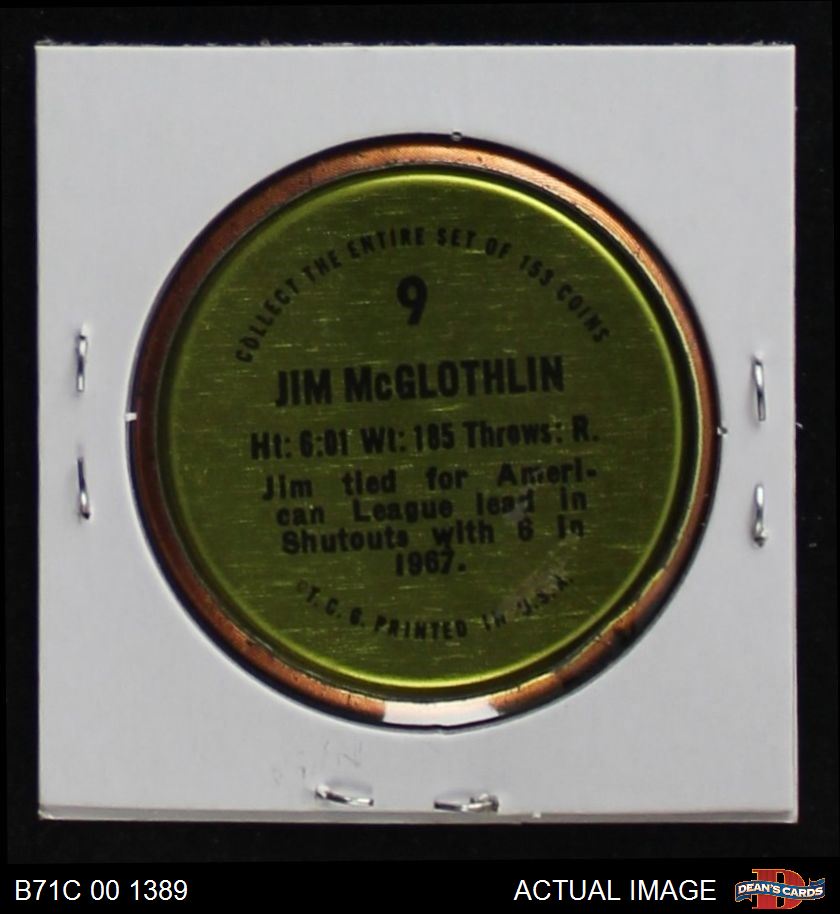 COLLECT THE ENTIRE SET OF 153 COINS
9
JIM McGLOTHLIN
Ht: 6:01 Wt: 185 Throws: R.
Jim tied for Ameri-
can League lead in
Shutouts with 6 in
1967.
©T. C. G. PRINTED IN U.S.A.
B71C 00 1389
ACTUAL IMAGE
D
DEAN'S CARDS